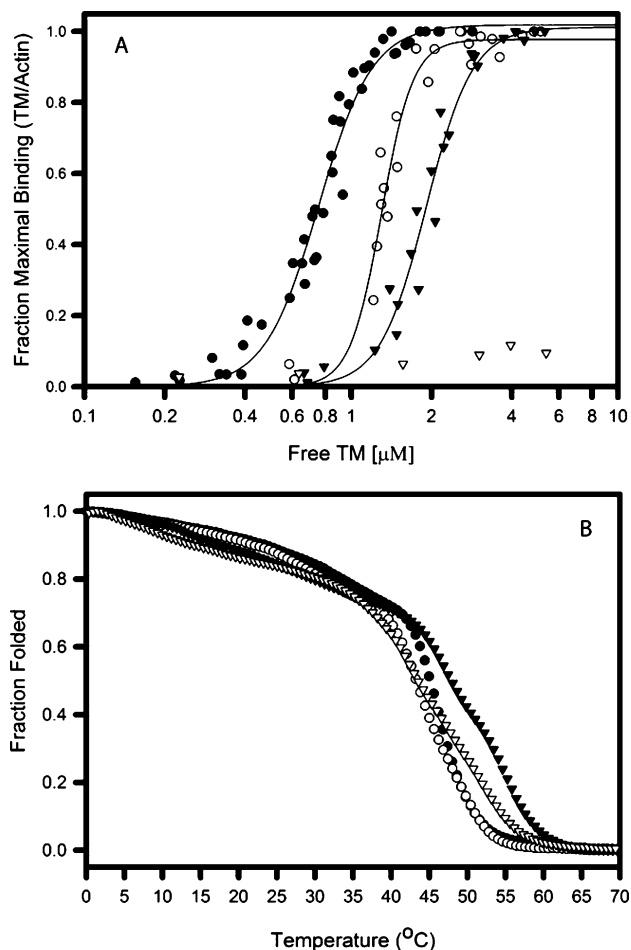 A
Fraction Maximal Binding (TM/Actin)
1.0
0.8
0.6
0.4
0.2
0.0
0.1 0.2 0.4 0.6 0.8 1 2 4 6 8 10
Free TM [µM]
B
Fraction Folded
1.0
0.8
0.6
0.4
0.2
0.0
0 5 10 15 20 25 30 35 40 45 50 55 60 65 70
Temperature (°C)